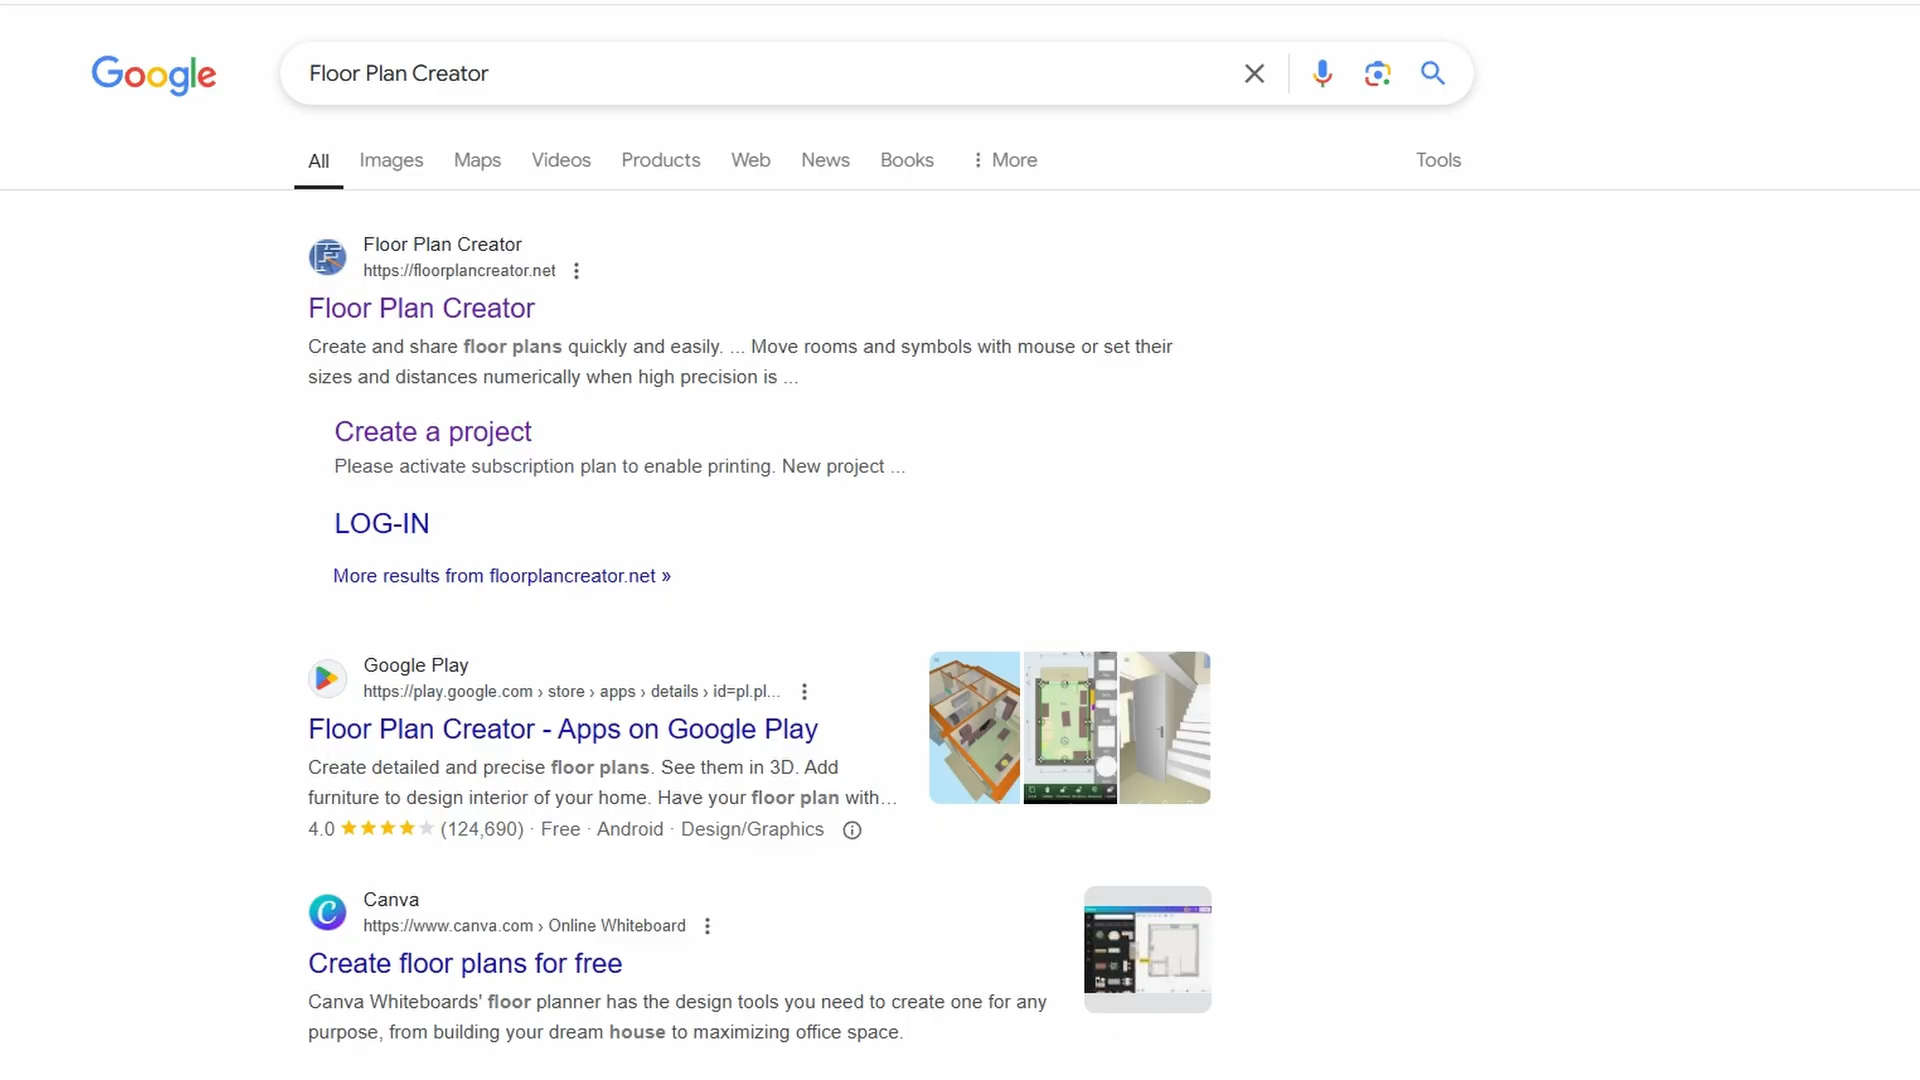 Google
Floor Plan Creator
All Images Maps Videos Products Web News Books More Tools
Floor Plan Creator
https://floorplancreator.net
Floor Plan Creator
Create and share floor plans quickly and easily. ... Move rooms and symbols with mouse or set their
sizes and distances numerically when high precision is ...
Create a project
Please activate subscription plan to enable printing. New project ...
LOG-IN
More results from floorplancreator.net »
Google Play
https://play.google.com › store › apps › details › id=pl.pl...
Floor Plan Creator - Apps on Google Play
Create detailed and precise floor plans. See them in 3D. Add
furniture to design interior of your home. Have your floor plan with...
4.0 (124,690) · Free · Android · Design/Graphics
Canva
https://www.canva.com › Online Whiteboard
Create floor plans for free
Canva Whiteboards' floor planner has the design tools you need to create one for any
purpose, from building your dream house to maximizing office space.